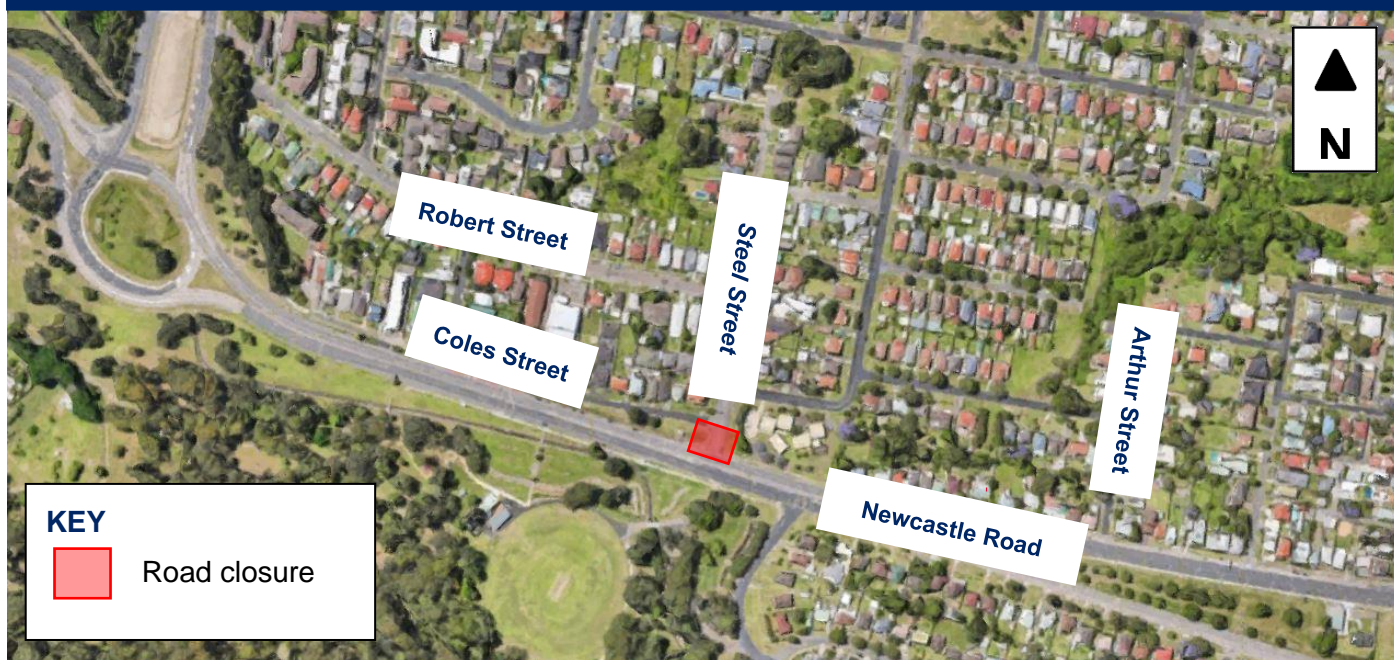 N
Robert Street
Steel Street
Coles Street
Arthur Street
Newcastle Road
KEY
Road closure